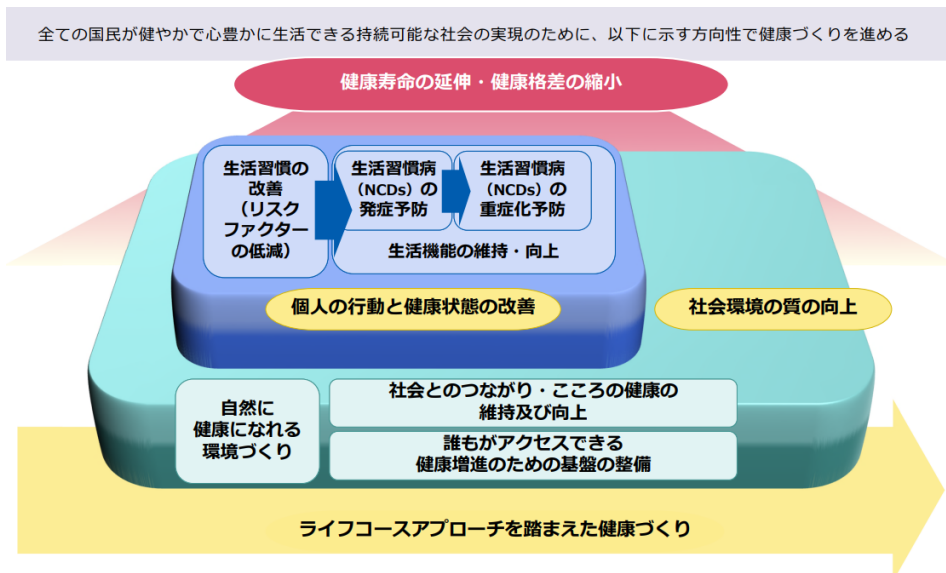 全ての国民が健やかで心豊かに生活できる持続可能な社会の実現のために、以下に示す方向性で健康づくりを進める
健康寿命の延伸・健康格差の縮小
生活習慣の
改善
（リスク
ファクター
の低減）
生活習慣病
（NCDs）の
発症予防
生活習慣病
（NCDs）の
重症化予防
生活機能の維持・向上
個人の行動と健康状態の改善
社会環境の質の向上
自然に
健康になれる
環境づくり
社会とのつながり・こころの健康の
維持及び向上
誰もがアクセスできる
健康増進のための基盤の整備
ライフコースアプローチを踏まえた健康づくり